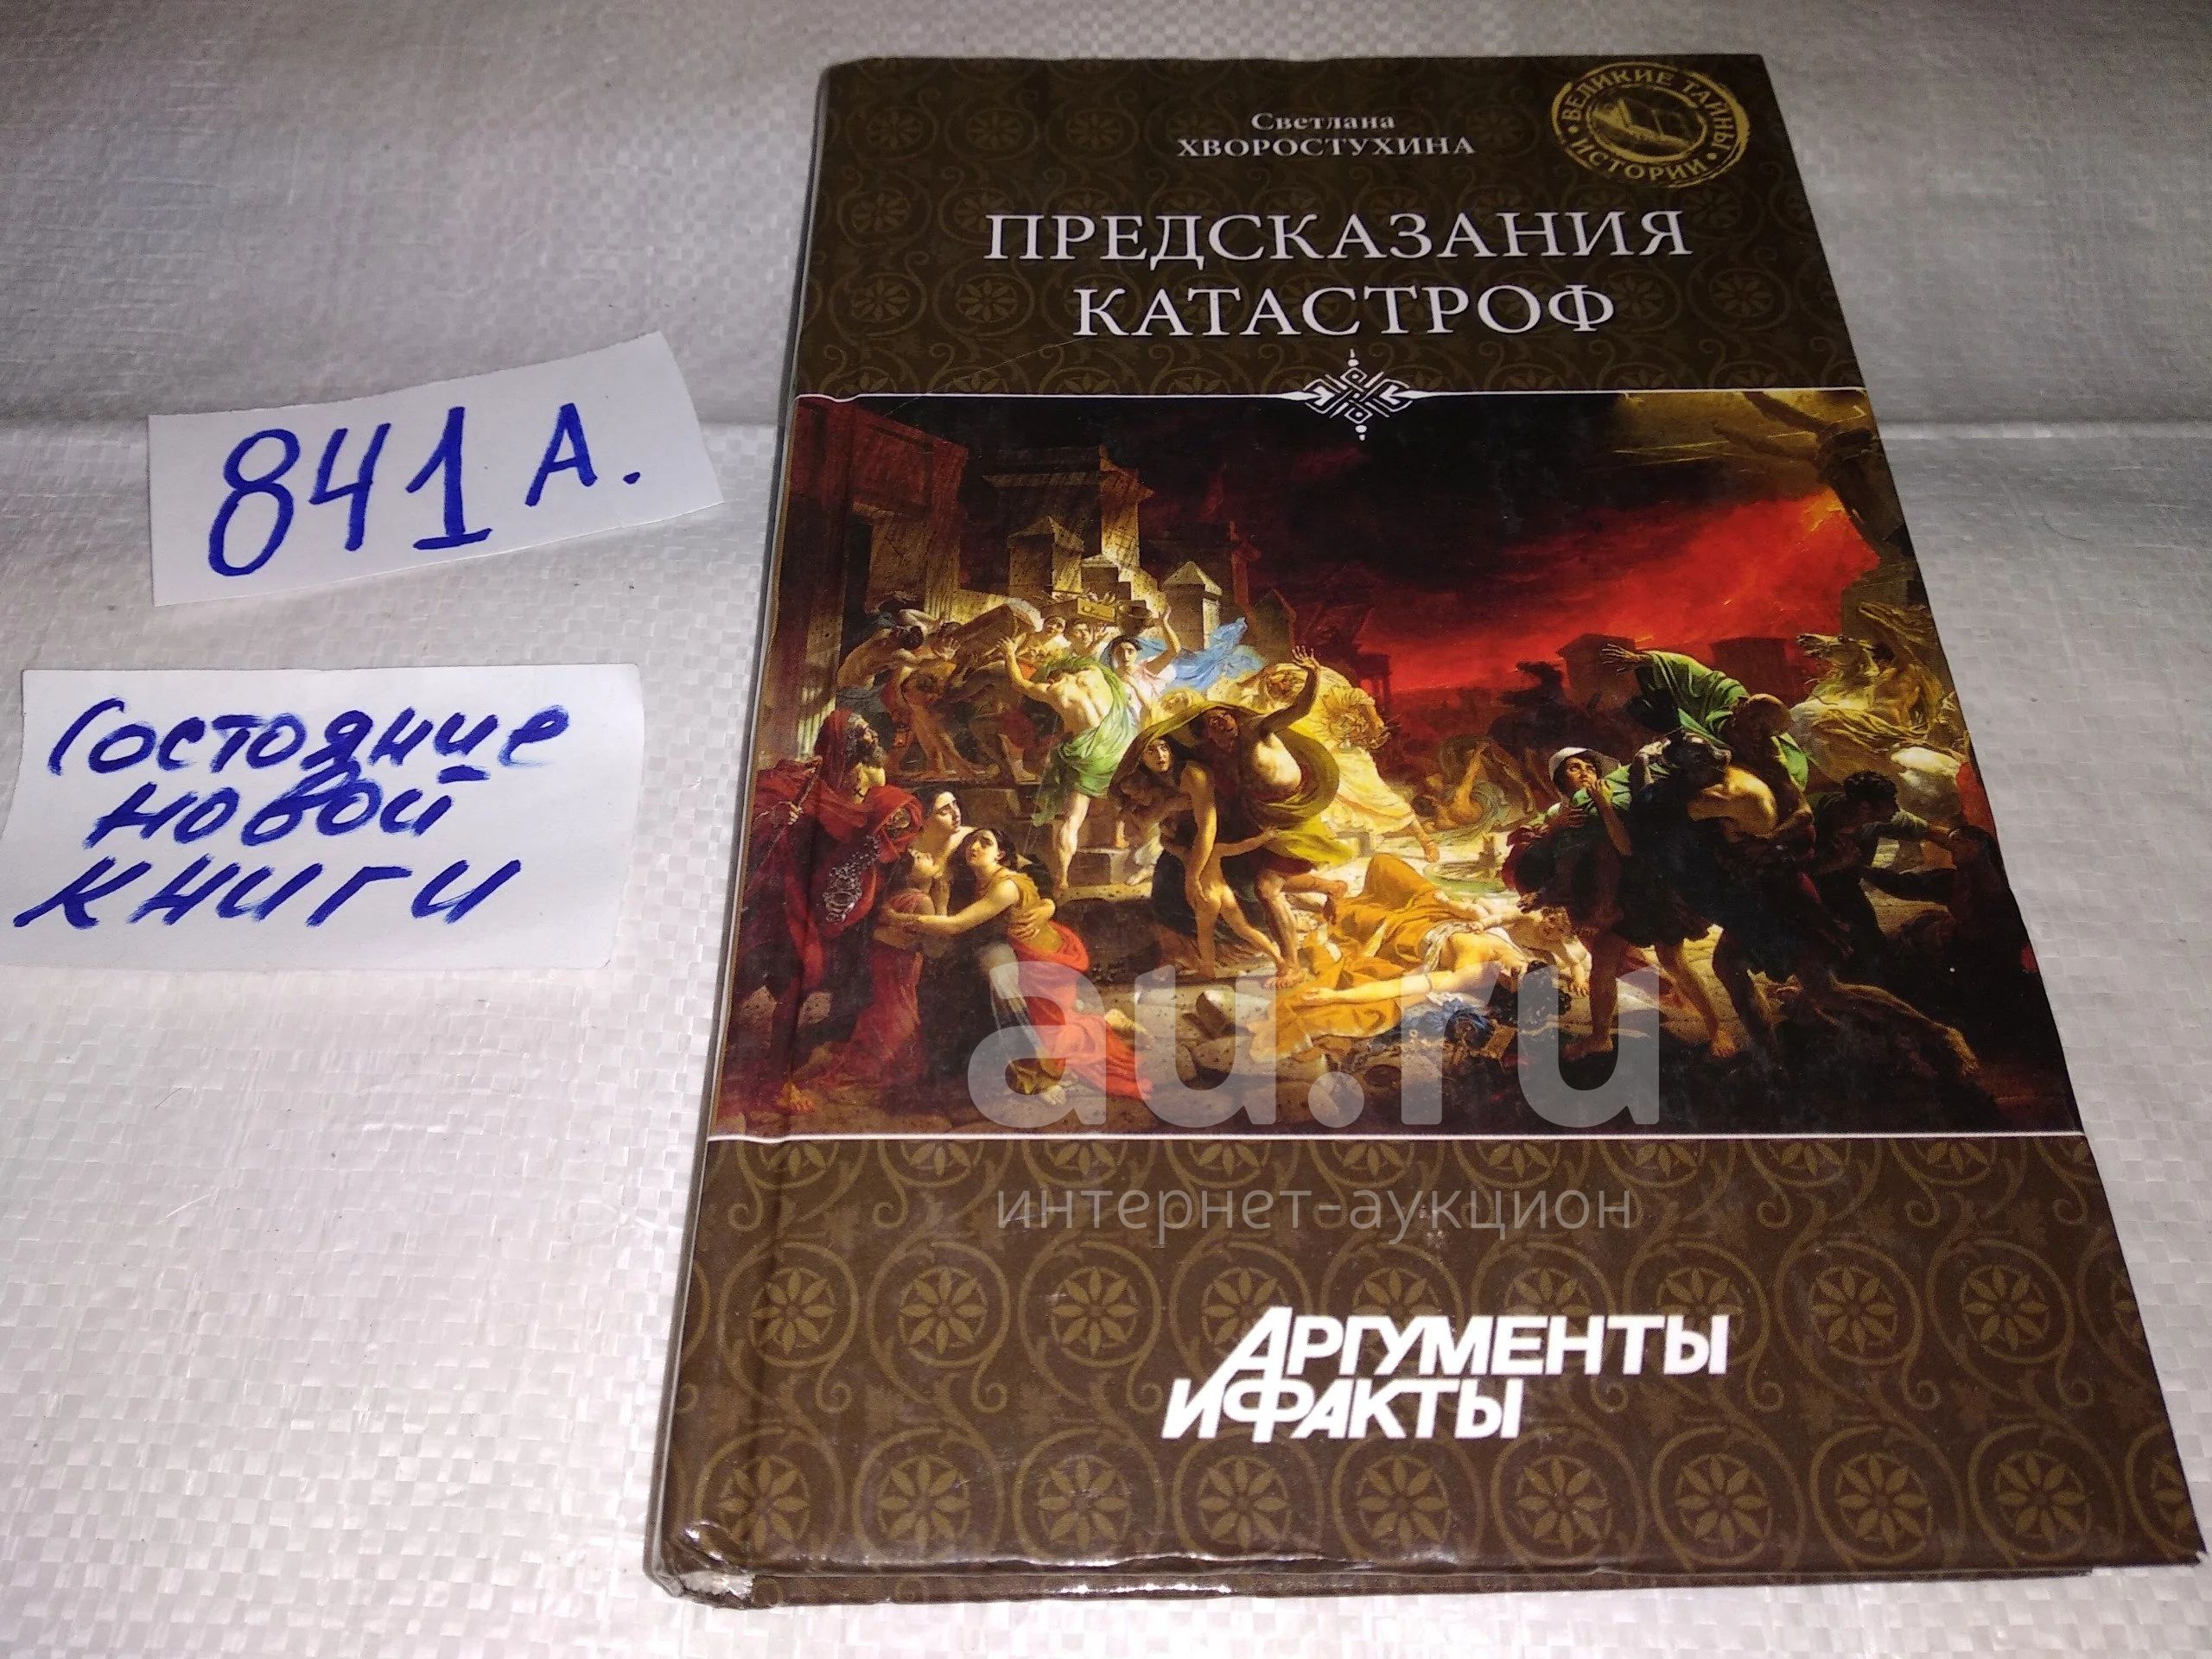 841 А.
Состояние
новой
книги
Светлана
ХВОРОСТУХИНА
ВЕЛИКИЕ ТАЙНЫ
ИСТОРИИ
ПРЕДСКАЗАНИЯ
КАТАСТРОФ
au.ru
интернет-аукцион
АРГУМЕНТЫ
И ФАКТЫ